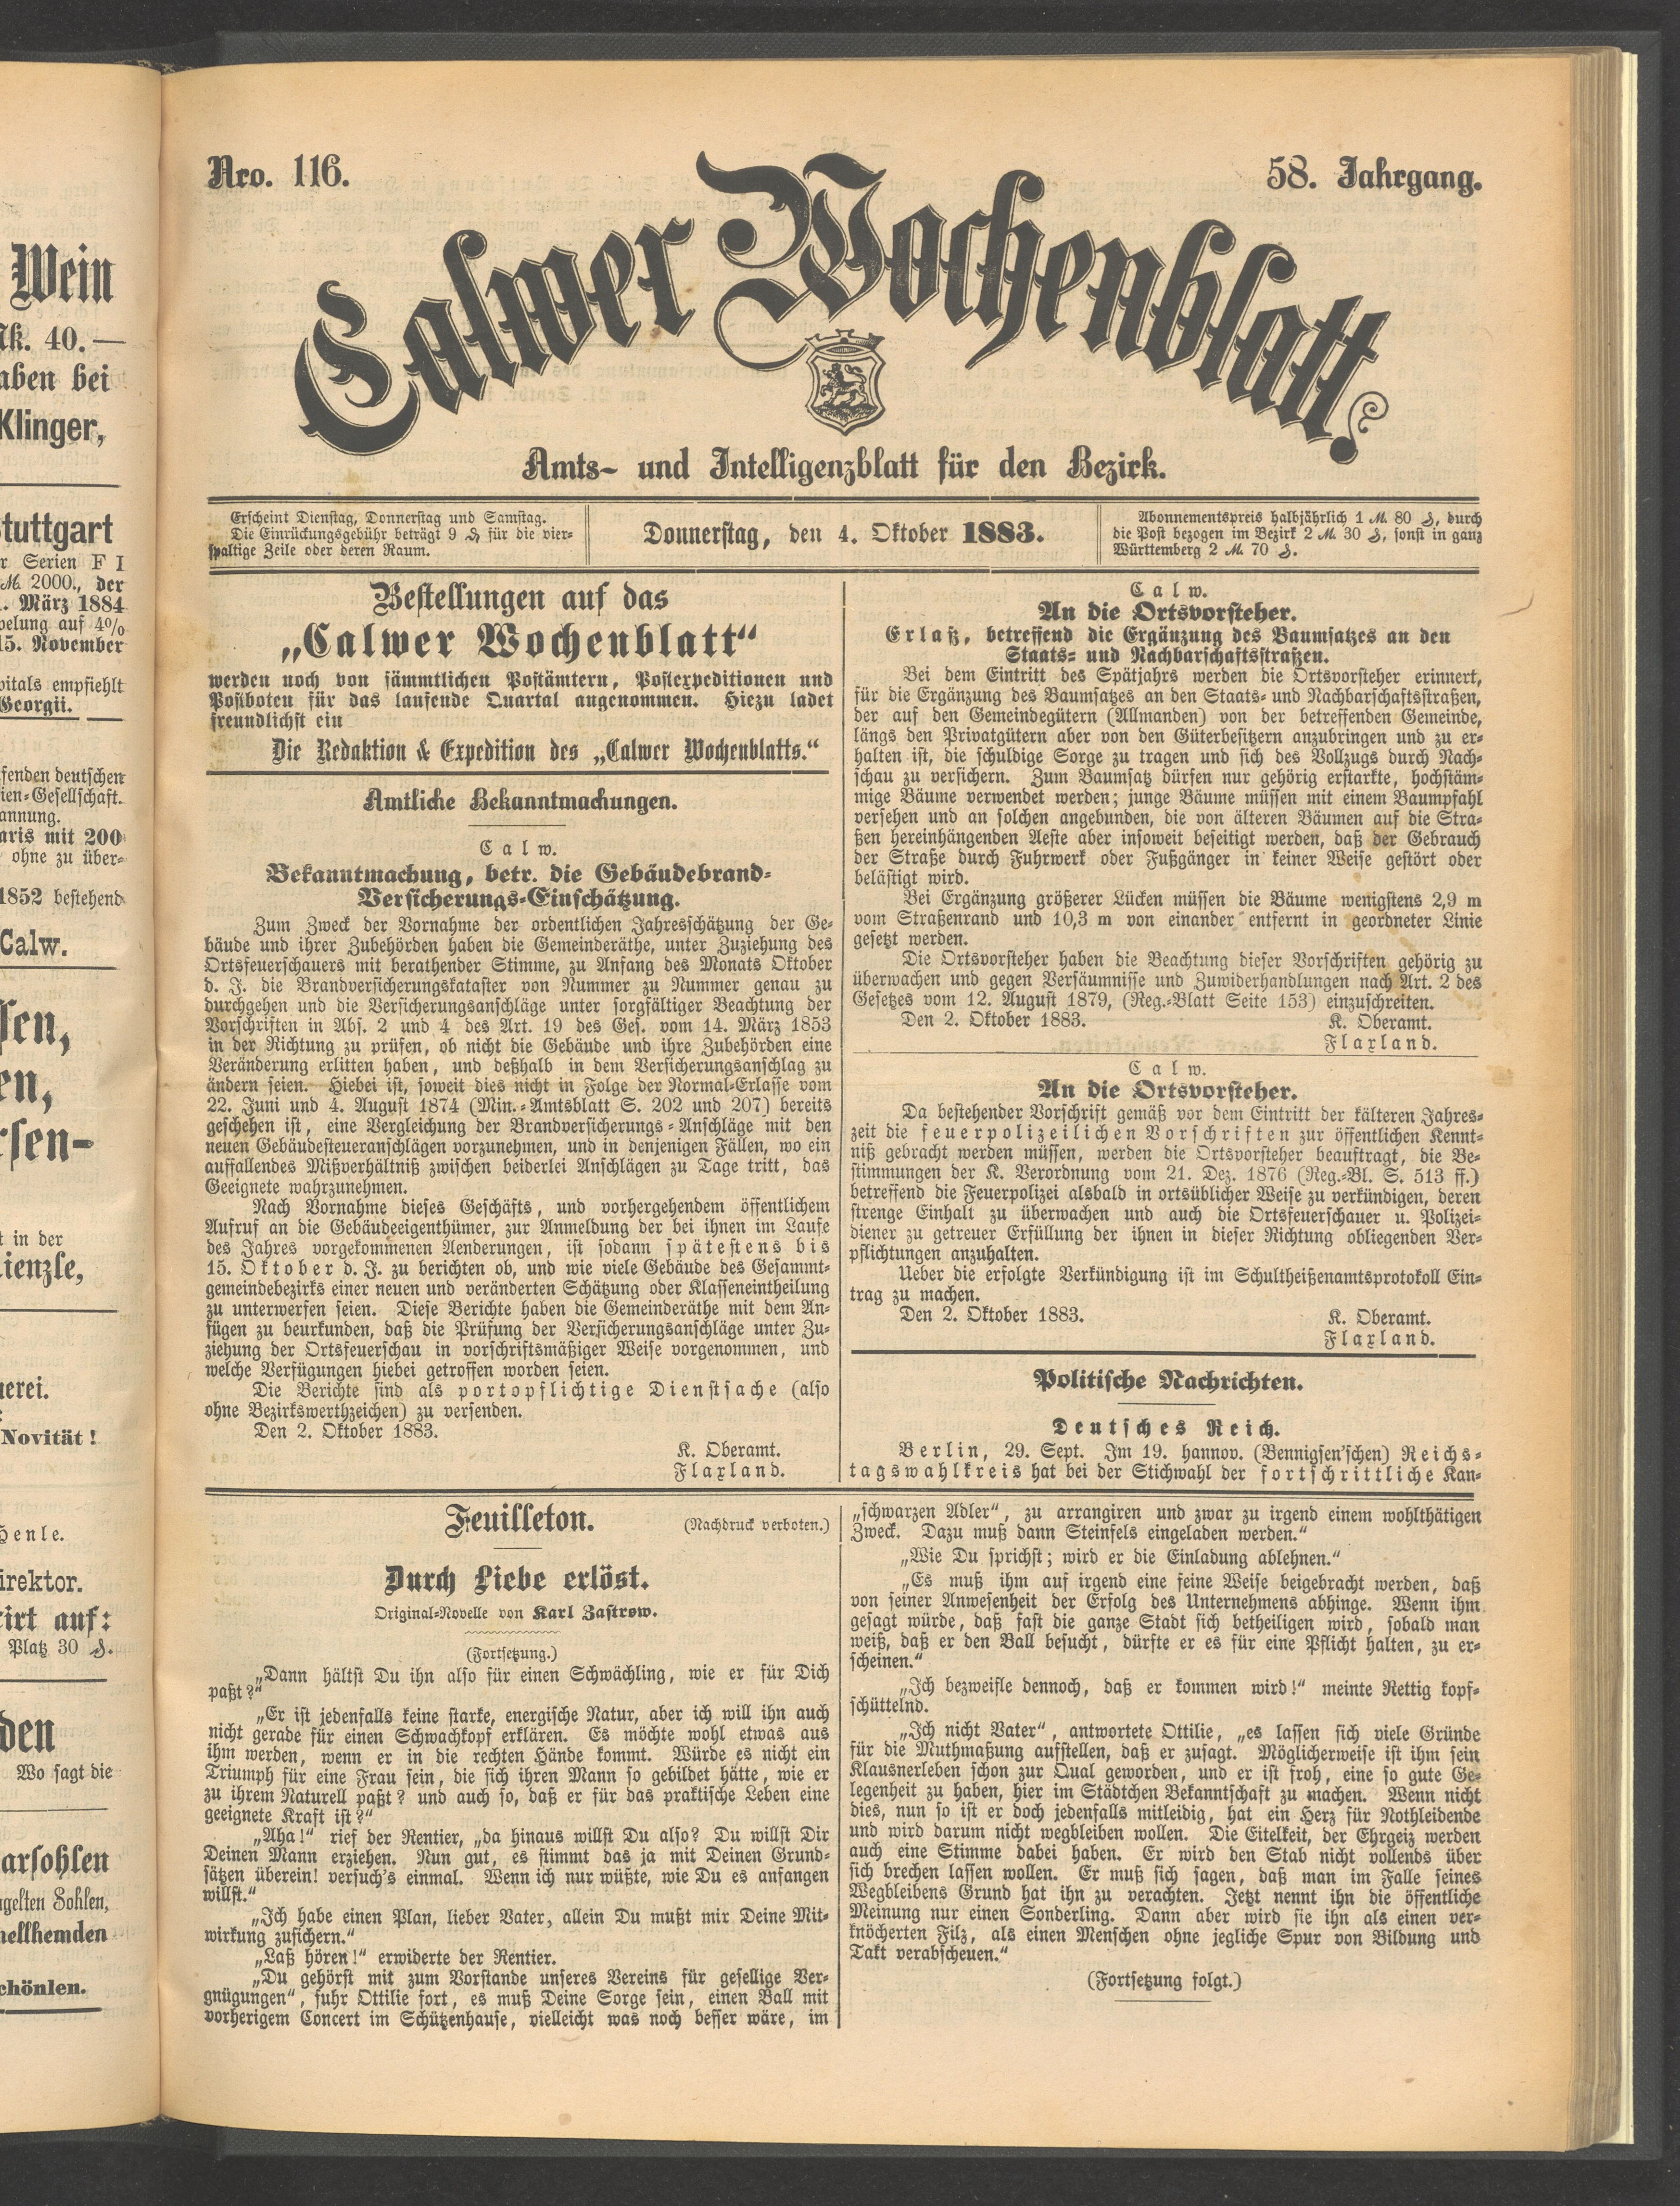 Wein
Mk. 40.—
aben bei
Klinger,
Stuttgart
r Serien F I
M. 2000., der
. März 1884
pelung auf 4%
15. November
pitals empfiehlt
Georgii.
fenden deutschen
ien-Gesellschaft.
annung.
aris mit 200
ohne zu über-
1852 bestehend
Calw.
ssen,
en,
rsen-
t in der
Lienzle,
erei.
Novität!
Henle.
irektor.
irt auf:
Platz 30 ₰.
den
Wo sagt die
arsohlen
gelten Sohlen,
nellhemden
chönlen.
Nro. 116.
58. Jahrgang.
Calwer Wochenblatt
Amts- und Intelligenzblatt für den Bezirk.
Erscheint Dienstag, Donnerstag und Samstag.
Die Einrückungsgebühr beträgt 9 ₰ für die vier-
spaltige Zeile oder deren Raum.
Donnerstag, den 4. Oktober 1883.
Abonnementspreis halbjährlich 1 M. 80 ₰, durch
die Post bezogen im Bezirk 2 M. 30 ₰, sonst in ganz
Württemberg 2 M. 70 ₰.
Bestellungen auf das
„Calwer Wochenblatt“
werden noch von sämmtlichen Postämtern, Postexpeditionen und
Postboten für das laufende Quartal angenommen. Hiezu ladet
freundlichst ein
Die Redaktion & Expedition des „Calwer Wochenblatts.“
Amtliche Bekanntmachungen.
Calw.
Bekanntmachung, betr. die Gebäudebrand-
Versicherungs-Einschätzung.
Zum Zweck der Vornahme der ordentlichen Jahresschätzung der Ge-
bäude und ihrer Zubehörden haben die Gemeinderäthe, unter Zuziehung des
Ortsfeuerschauers mit berathender Stimme, zu Anfang des Monats Oktober
d. J. die Brandversicherungskataster von Nummer zu Nummer genau zu
durchgehen und die Versicherungsanschläge unter sorgfältiger Beachtung der
Vorschriften in Abs. 2 und 4 des Art. 19 des Ges. vom 14. März 1853
in der Richtung zu prüfen, ob nicht die Gebäude und ihre Zubehörden eine
Veränderung erlitten haben, und deßhalb in dem Versicherungsanschlag zu
ändern seien. Hiebei ist, soweit dies nicht in Folge der Normal-Erlasse vom
22. Juni und 4. August 1874 (Min.-Amtsblatt S. 202 und 207) bereits
geschehen ist, eine Vergleichung der Brandversicherungs-Anschläge mit den
neuen Gebäudesteueranschlägen vorzunehmen, und in denjenigen Fällen, wo ein
auffallendes Mißverhältniß zwischen beiderlei Anschlägen zu Tage tritt, das
Geeignete wahrzunehmen.
Nach Vornahme dieses Geschäfts, und vorhergehendem öffentlichem
Aufruf an die Gebäudeeigenthümer, zur Anmeldung der bei ihnen im Laufe
des Jahres vorgekommenen Aenderungen, ist sodann spätestens bis
15. Oktober d. J. zu berichten ob, und wie viele Gebäude des Gesammt-
gemeindebezirks einer neuen und veränderten Schätzung oder Klasseneintheilung
zu unterwerfen seien. Diese Berichte haben die Gemeinderäthe mit dem An-
fügen zu beurkunden, daß die Prüfung der Versicherungsanschläge unter Zu-
ziehung der Ortsfeuerschau in vorschriftsmäßiger Weise vorgenommen, und
welche Verfügungen hiebei getroffen worden seien.
Die Berichte sind als portopflichtige Dienstsache (also
ohne Bezirkswerthzeichen) zu versenden.
Den 2. Oktober 1883.
K. Oberamt.
Flaxland.
Calw.
An die Ortsvorsteher.
Erlaß, betreffend die Ergänzung des Baumsatzes an den
Staats- und Nachbarschaftsstraßen.
Bei dem Eintritt des Spätjahrs werden die Ortsvorsteher erinnert,
für die Ergänzung des Baumsatzes an den Staats- und Nachbarschaftsstraßen,
der auf den Gemeindegütern (Allmanden) von der betreffenden Gemeinde,
längs den Privatgütern aber von den Güterbesitzern anzubringen und zu er-
halten ist, die schuldige Sorge zu tragen und sich des Vollzugs durch Nach-
schau zu versichern. Zum Baumsatz dürfen nur gehörig erstarkte, hochstäm-
mige Bäume verwendet werden; junge Bäume müssen mit einem Baumpfahl
versehen und an solchen angebunden, die von älteren Bäumen auf die Stra-
ßen hereinhängenden Aeste aber insoweit beseitigt werden, daß der Gebrauch
der Straße durch Fuhrwerk oder Fußgänger in keiner Weise gestört oder
belästigt wird.
Bei Ergänzung größerer Lücken müssen die Bäume wenigstens 2,9 m
vom Straßenrand und 10,3 m von einander entfernt in geordneter Linie
gesetzt werden.
Die Ortsvorsteher haben die Beachtung dieser Vorschriften gehörig zu
überwachen und gegen Versäumnisse und Zuwiderhandlungen nach Art. 2 des
Gesetzes vom 12. August 1879, (Reg.-Blatt Seite 153) einzuschreiten.
Den 2. Oktober 1883.
K. Oberamt.
Flaxland.
Calw.
An die Ortsvorsteher.
Da bestehender Vorschrift gemäß vor dem Eintritt der kälteren Jahres-
zeit die feuerpolizeilichen Vorschriften zur öffentlichen Kennt-
niß gebracht werden müssen, werden die Ortsvorsteher beauftragt, die Be-
stimmungen der K. Verordnung vom 21. Dez. 1876 (Reg.-Bl. S. 513 ff.)
betreffend die Feuerpolizei alsbald in ortsüblicher Weise zu verkündigen, deren
strenge Einhalt zu überwachen und auch die Ortsfeuerschauer u. Polizei-
diener zu getreuer Erfüllung der ihnen in dieser Richtung obliegenden Ver-
pflichtungen anzuhalten.
Ueber die erfolgte Verkündigung ist im Schultheißenamtsprotokoll Ein-
trag zu machen.
Den 2. Oktober 1883.
K. Oberamt.
Flaxland.
Politische Nachrichten.
Deutsches Reich.
Berlin, 29. Sept. Im 19. hannov. (Bennigsen'schen) Reichs-
tagswahlkreis hat bei der Stichwahl der fortschrittliche Kan-
Feuilleton.
(Nachdruck verboten.)
Durch Liebe erlöst.
Original-Novelle von Karl Zastrow.
(Fortsetzung.)
„Dann hältst Du ihn also für einen Schwächling, wie er für Dich
paßt?“
„Er ist jedenfalls keine starke, energische Natur, aber ich will ihn auch
nicht gerade für einen Schwachkopf erklären. Es möchte wohl etwas aus
ihm werden, wenn er in die rechten Hände kommt. Würde es nicht ein
Triumph für eine Frau sein, die sich ihren Mann so gebildet hätte, wie er
zu ihrem Naturell paßt? und auch so, daß er für das praktische Leben eine
geeignete Kraft ist?“
„Aha!“ rief der Rentier, „da hinaus willst Du also? Du willst Dir
Deinen Mann erziehen. Nun gut, es stimmt das ja mit Deinen Grund-
sätzen überein! versuch's einmal. Wenn ich nur wüßte, wie Du es anfangen
willst.“
„Ich habe einen Plan, lieber Vater, allein Du mußt mir Deine Mit-
wirkung zusichern.“
„Laß hören!“ erwiderte der Rentier.
„Du gehörst mit zum Vorstande unseres Vereins für gesellige Ver-
gnügungen“, fuhr Ottilie fort, es muß Deine Sorge sein, einen Ball mit
vorherigem Concert im Schützenhause, vielleicht was noch besser wäre, im
„schwarzen Adler“, zu arrangiren und zwar zu irgend einem wohlthätigen
Zweck. Dazu muß dann Steinfels eingeladen werden.“
„Wie Du sprichst; wird er die Einladung ablehnen.“
„Es muß ihm auf irgend eine feine Weise beigebracht werden, daß
von seiner Anwesenheit der Erfolg des Unternehmens abhinge. Wenn ihm
gesagt würde, daß fast die ganze Stadt sich betheiligen wird, sobald man
weiß, daß er den Ball besucht, dürfte er es für eine Pflicht halten, zu er-
scheinen.“
„Ich bezweifle dennoch, daß er kommen wird!“ meinte Rettig kopf-
schüttelnd.
„Ich nicht Vater“, antwortete Ottilie, „es lassen sich viele Gründe
für die Muthmaßung aufstellen, daß er zusagt. Möglicherweise ist ihm sein
Klausnerleben schon zur Qual geworden, und er ist froh, eine so gute Ge-
legenheit zu haben, hier im Städtchen Bekanntschaft zu machen. Wenn nicht
dies, nun so ist er doch jedenfalls mitleidig, hat ein Herz für Nothleidende
und wird darum nicht wegbleiben wollen. Die Eitelkeit, der Ehrgeiz werden
auch eine Stimme dabei haben. Er wird den Stab nicht vollends über
sich brechen lassen wollen. Er muß sich sagen, daß man im Falle seines
Wegbleibens Grund hat ihn zu verachten. Jetzt nennt ihn die öffentliche
Meinung nur einen Sonderling. Dann aber wird sie ihn als einen ver-
knöcherten Filz, als einen Menschen ohne jegliche Spur von Bildung und
Takt verabscheuen.“
(Fortsetzung folgt.)